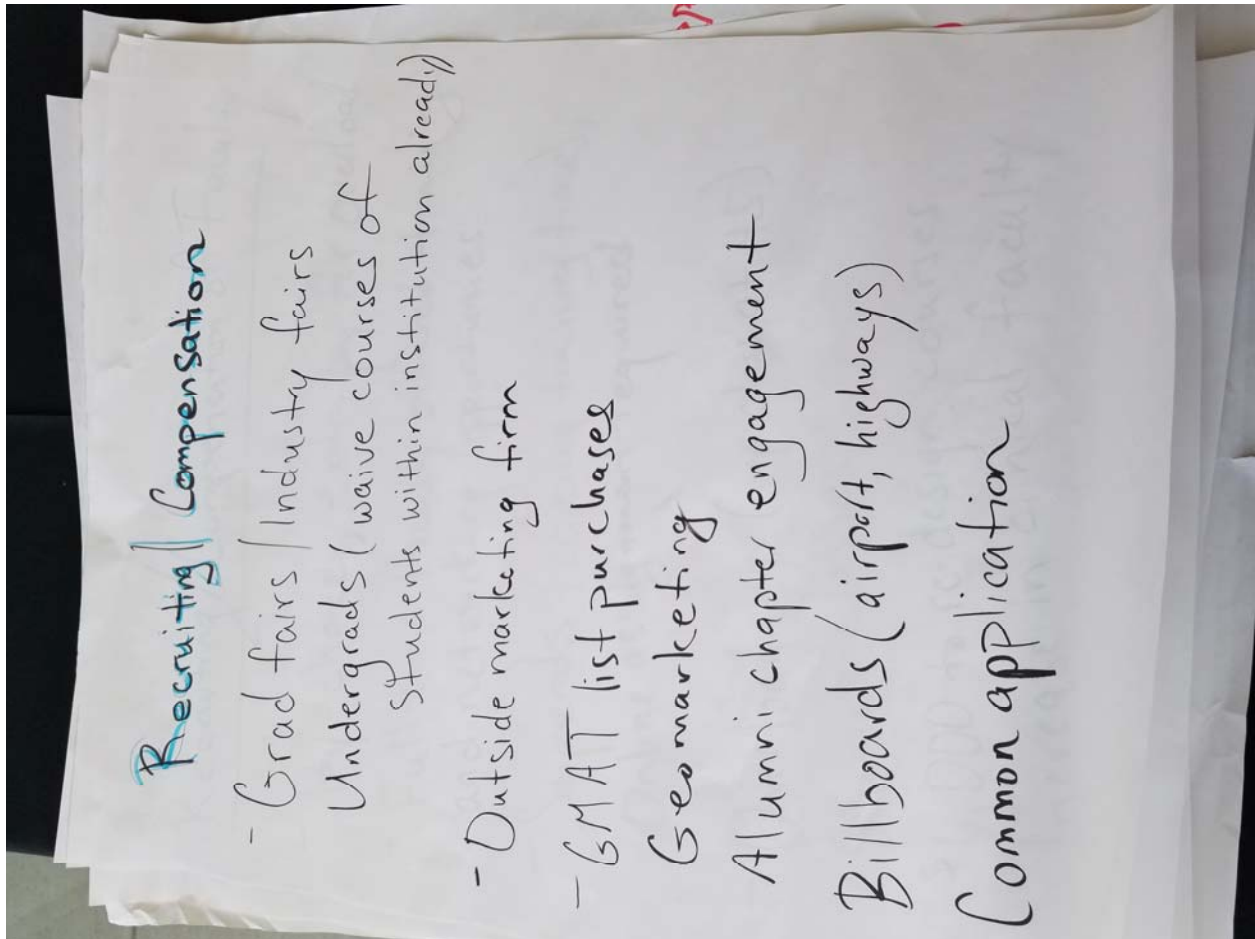 Recruiting / Compensation
- Grad fairs / Industry fairs
Undergrads (waive courses of
students within institution already)
- Outside marketing firm
- GMAT list purchases
Geomarketing
Alumni chapter engagement
Billboards (airport, highways)
Common application